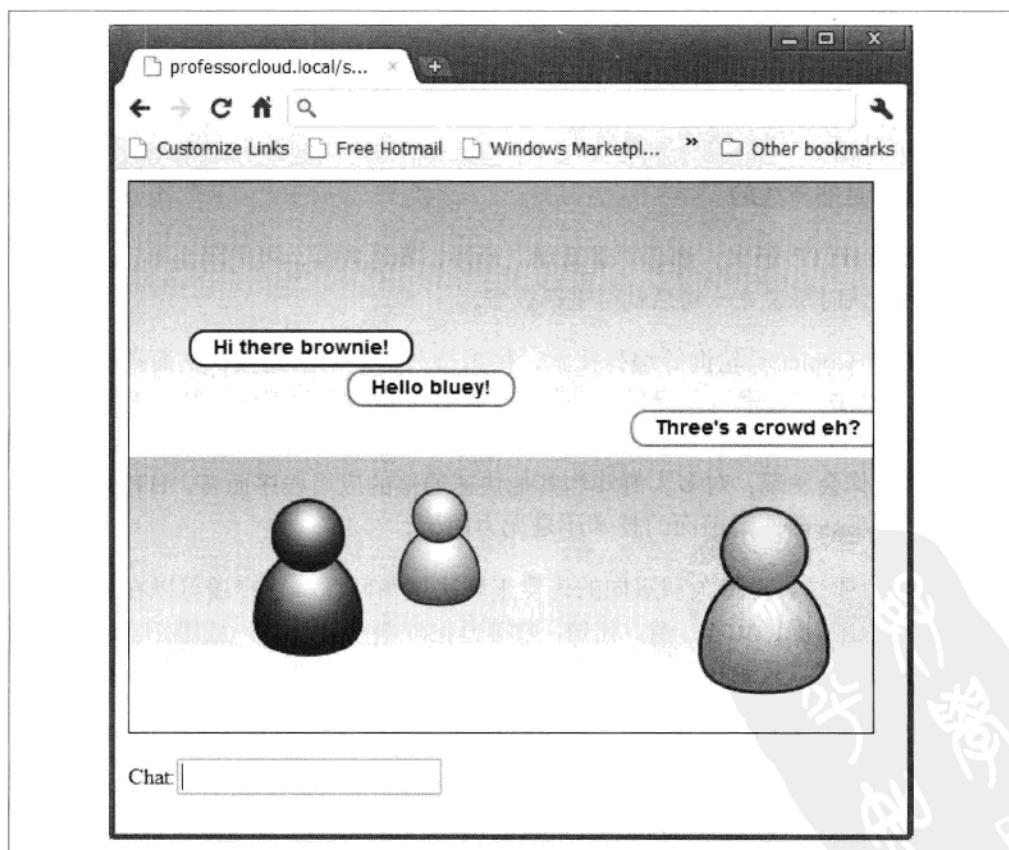 professorcloud.local/s...
Customize Links Free Hotmail Windows Marketpl... » Other bookmarks
Hi there brownie!
Hello bluey!
Three's a crowd eh?
Chat: